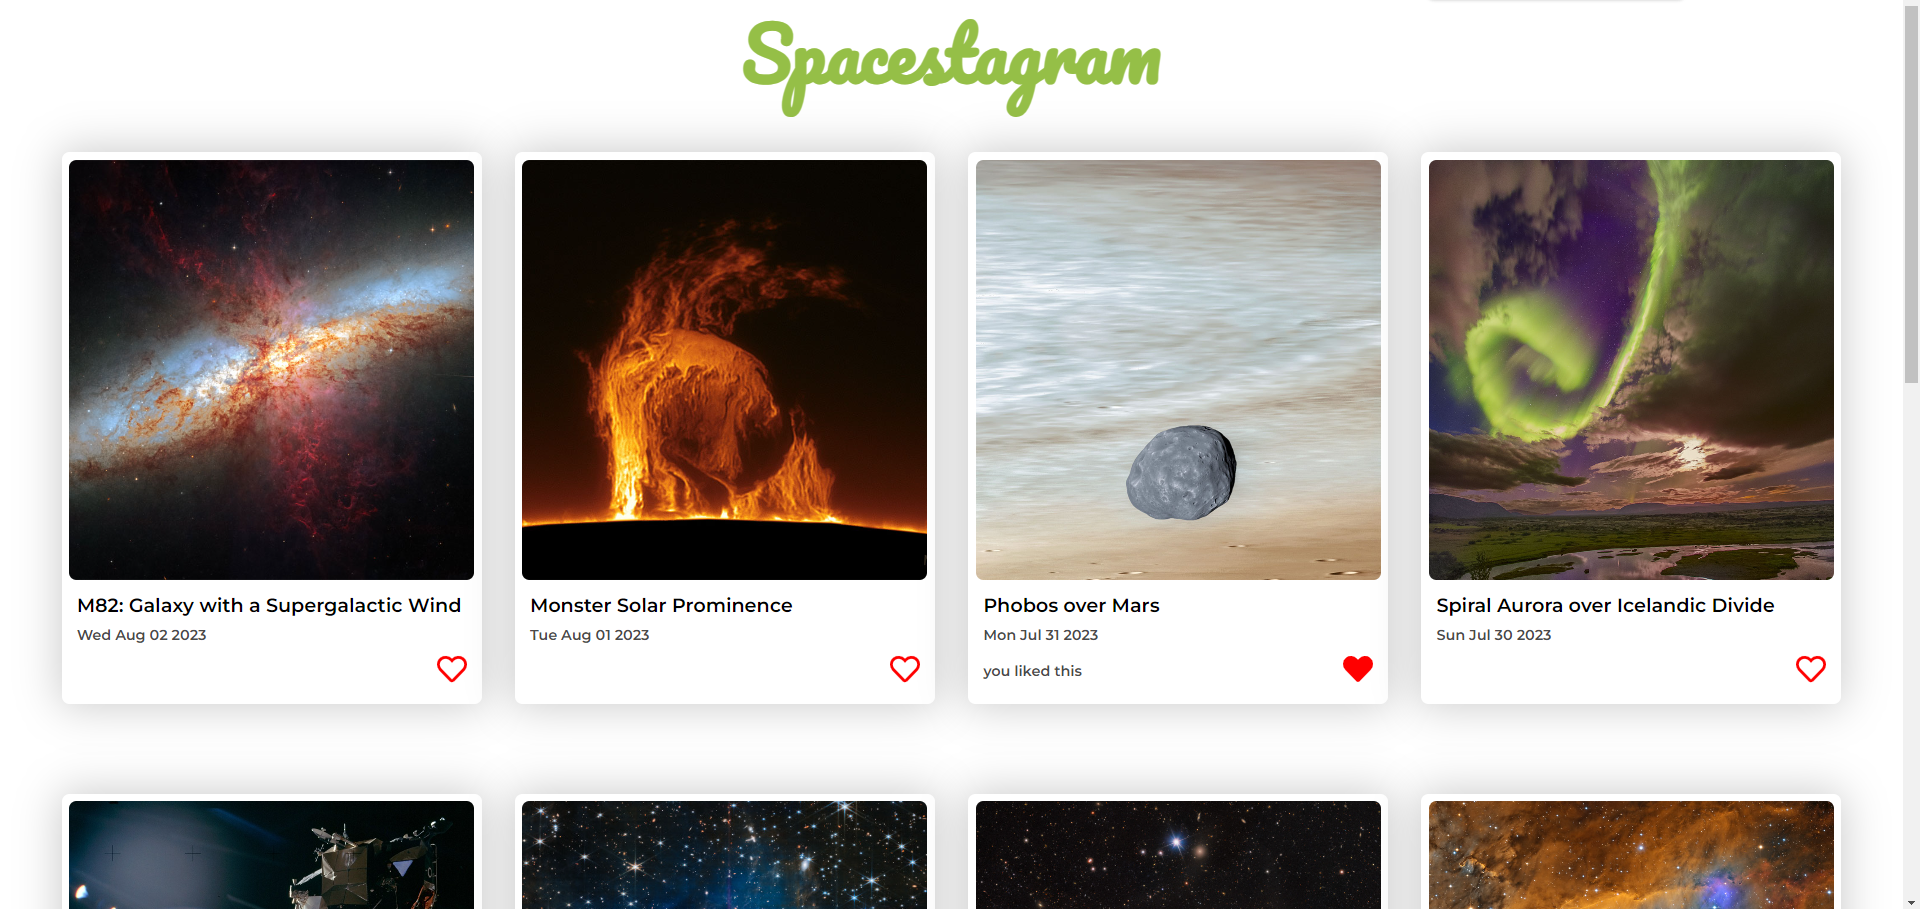 Spacestagram
M82: Galaxy with a Supergalactic Wind
Wed Aug 02 2023
Monster Solar Prominence
Tue Aug 01 2023
Phobos over Mars
Mon Jul 31 2023
you liked this
Spiral Aurora over Icelandic Divide
Sun Jul 30 2023